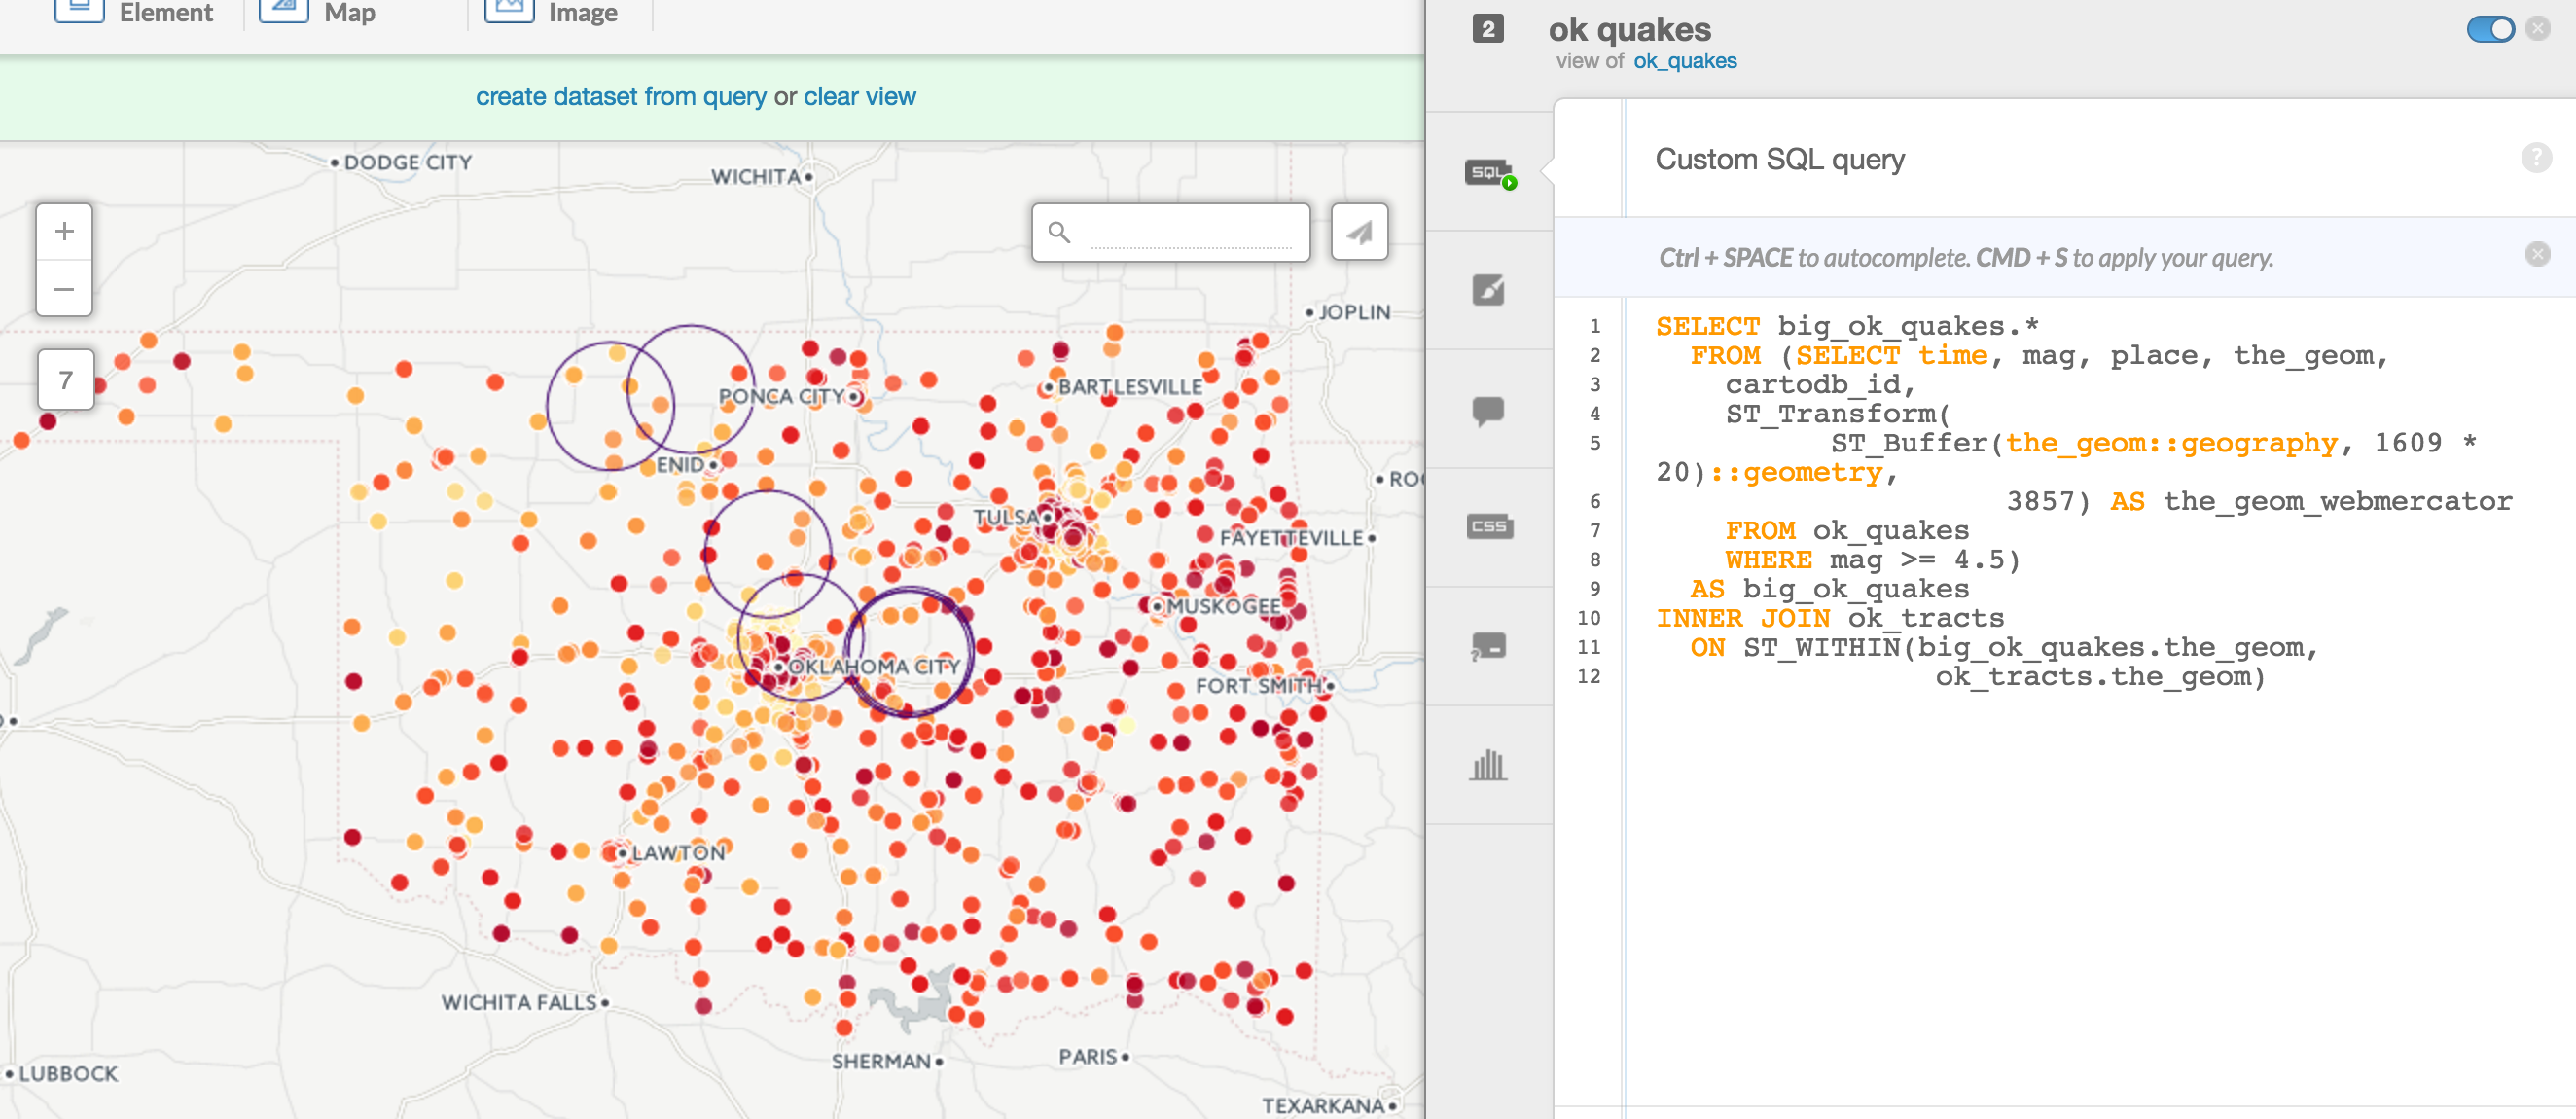 Element
Map
Image
create dataset from query or clear view
DODGE CITY
WICHITA
+
−
7
JOPLIN
BARTLESVILLE
PONCA CITY
ENID
TULSA
FAYETTEVILLE
MUSKOGEE
OKLAHOMA CITY
FORT SMITH
LAWTON
WICHITA FALLS
SHERMAN
PARIS
LUBBOCK
TEXARKANA
2
ok quakes
view of ok_quakes
SQL
CSS
Custom SQL query
?
Ctrl + SPACE to autocomplete. CMD + S to apply your query.
1 SELECT big_ok_quakes.*
2 FROM (SELECT time, mag, place, the_geom,
3 cartodb_id,
4 ST_Transform(
5 ST_Buffer(the_geom::geography, 1609 *
20)::geometry,
6 3857) AS the_geom_webmercator
7 FROM ok_quakes
8 WHERE mag >= 4.5)
9 AS big_ok_quakes
10 INNER JOIN ok_tracts
11 ON ST_WITHIN(big_ok_quakes.the_geom,
12 ok_tracts.the_geom)